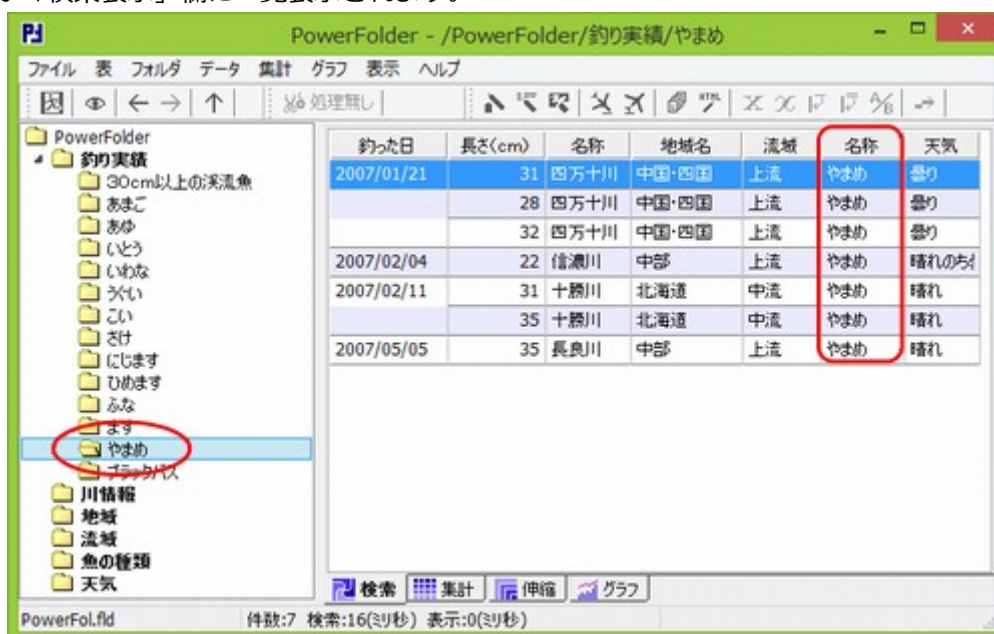 PowerFolder - /PowerFolder/釣り実績/やまめ
ファイル 表 フォルダ データ 集計 グラフ 表示 ヘルプ
処理無し
PowerFolder
釣り実績
30cm以上の渓流魚
あまご
あゆ
いとう
いわな
うぐい
こい
さけ
にじます
ひめます
ふな
ます
やまめ
ブラックバス
川情報
地域
流域
魚の種類
天気
釣った日 長さ(cm) 名称 地域名 流域 名称 天気
2007/01/21 31 四万十川 中国・四国 上流 やまめ 曇り
28 四万十川 中国・四国 上流 やまめ 曇り
32 四万十川 中国・四国 上流 やまめ 曇り
2007/02/04 22 信濃川 中部 上流 やまめ 晴れのち
2007/02/11 31 十勝川 北海道 中流 やまめ 晴れ
35 十勝川 北海道 中流 やまめ 晴れ
2007/05/05 35 長良川 中部 上流 やまめ 晴れ
検索 集計 伸縮 グラフ
PowerFol.fld 件数:7 検索:16(ミリ秒) 表示:0(ミリ秒)